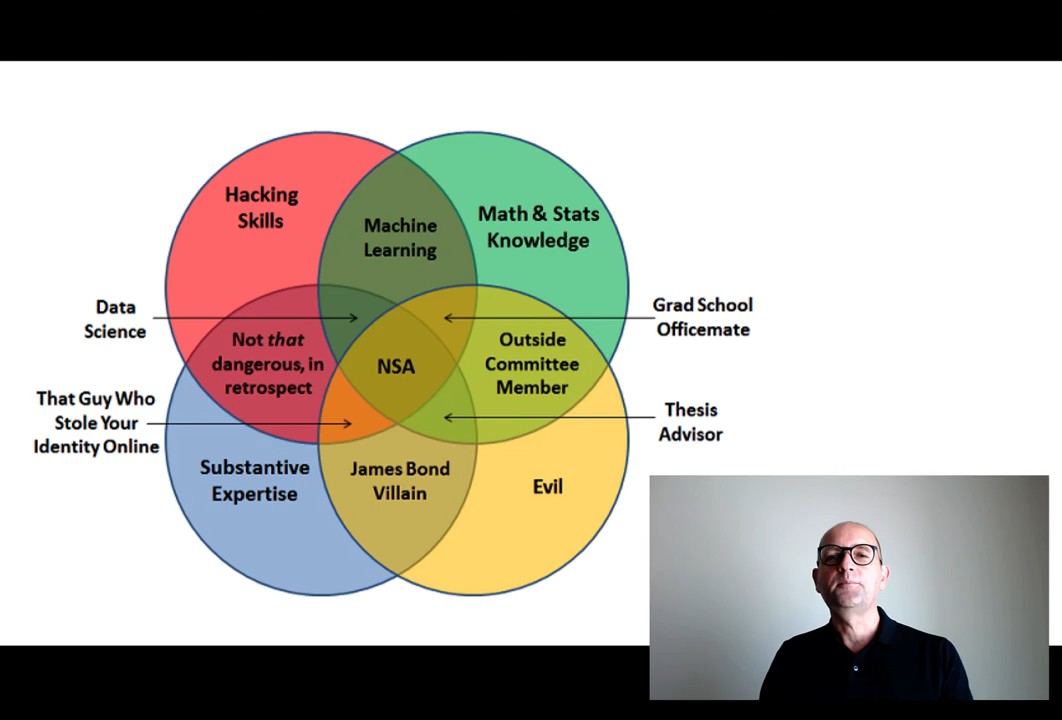 Hacking
Skills
Machine
Learning
Math & Stats
Knowledge
Data
Science
Grad School
Officemate
Not that
dangerous, in
retrospect
NSA
Outside
Committee
Member
That Guy Who
Stole Your
Identity Online
Thesis
Advisor
Substantive
Expertise
James Bond
Villain
Evil